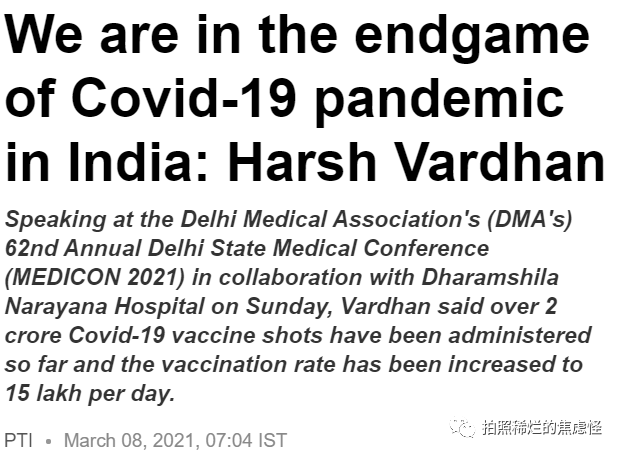 We are in the endgame
of Covid-19 pandemic
in India: Harsh Vardhan
Speaking at the Delhi Medical Association's (DMA's)
62nd Annual Delhi State Medical Conference
(MEDICON 2021) in collaboration with Dharamshila
Narayana Hospital on Sunday, Vardhan said over 2
crore Covid-19 vaccine shots have been administered
so far and the vaccination rate has been increased to
15 lakh per day.
PTI • March 08, 2021, 07:04 IST
拍照稀烂的焦虑怪